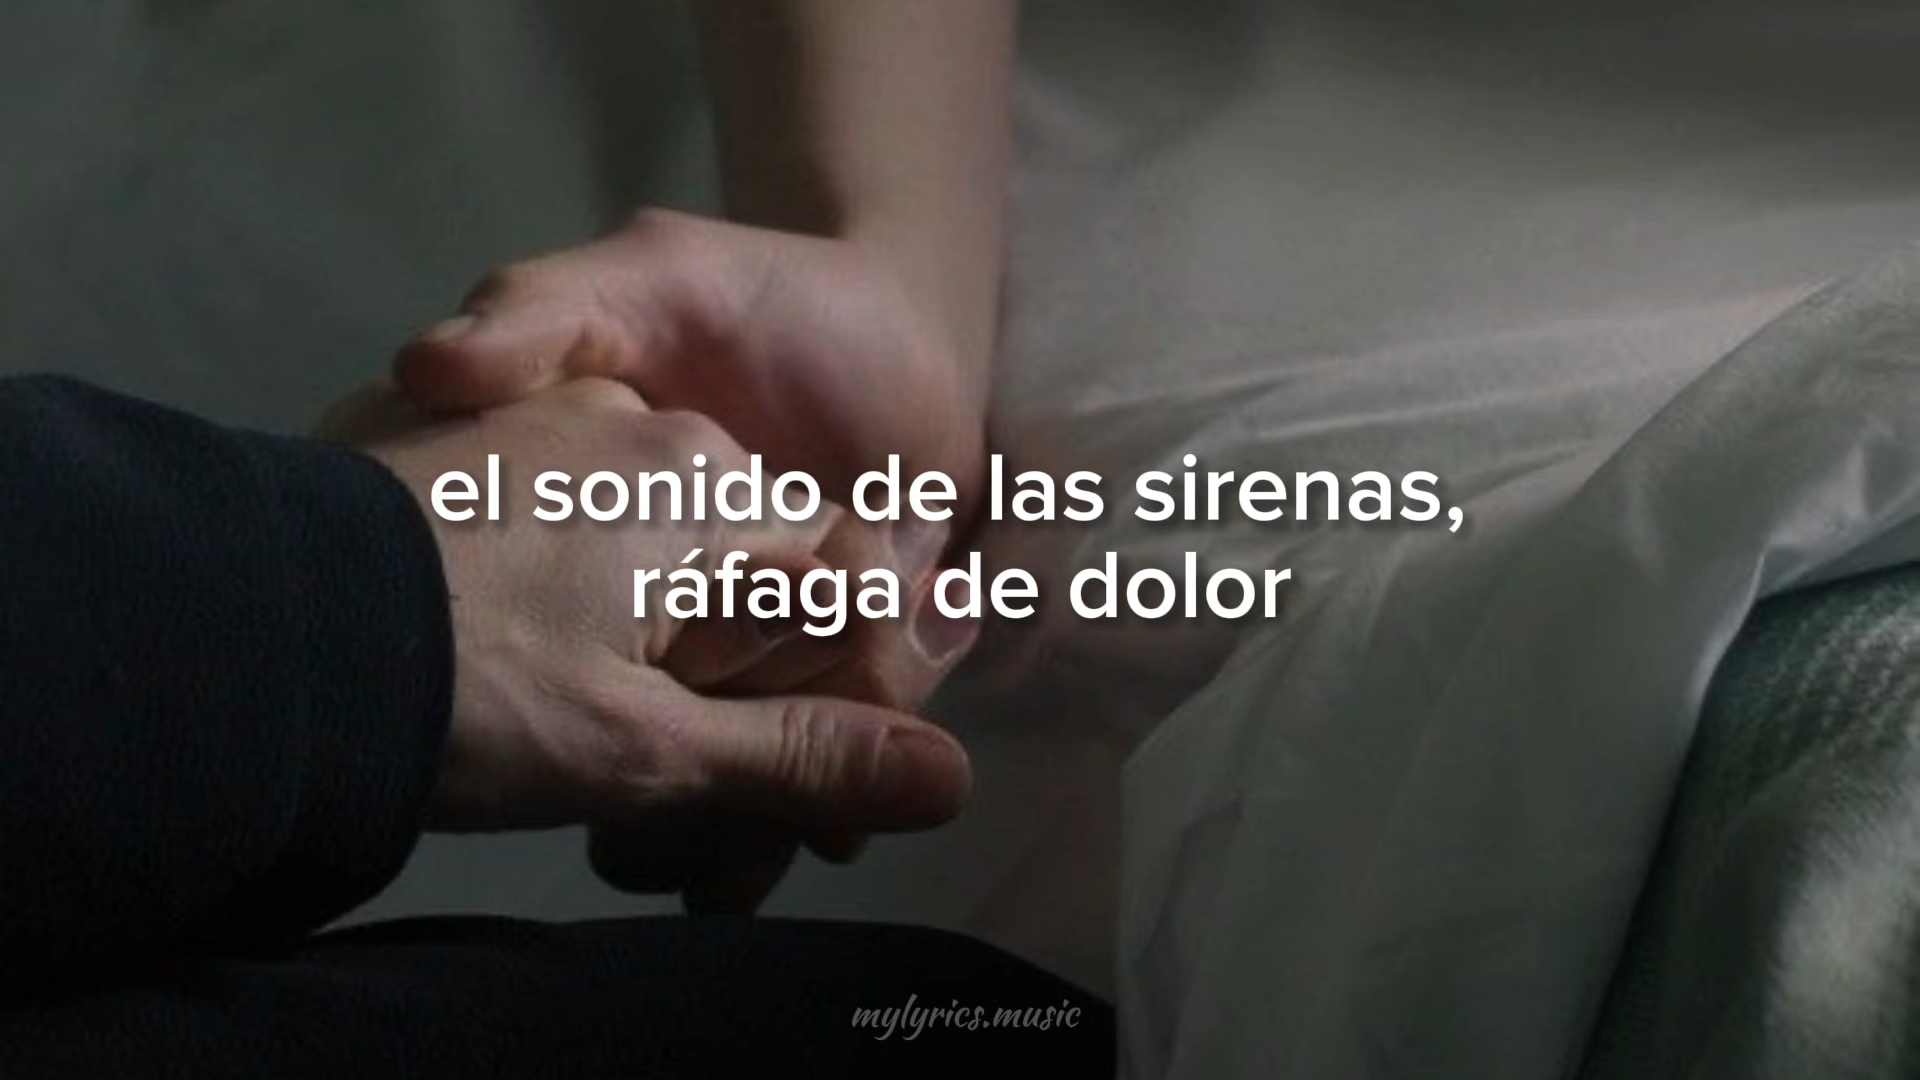 el sonido de las sirenas,
ráfaga de dolor
mylyrics.music